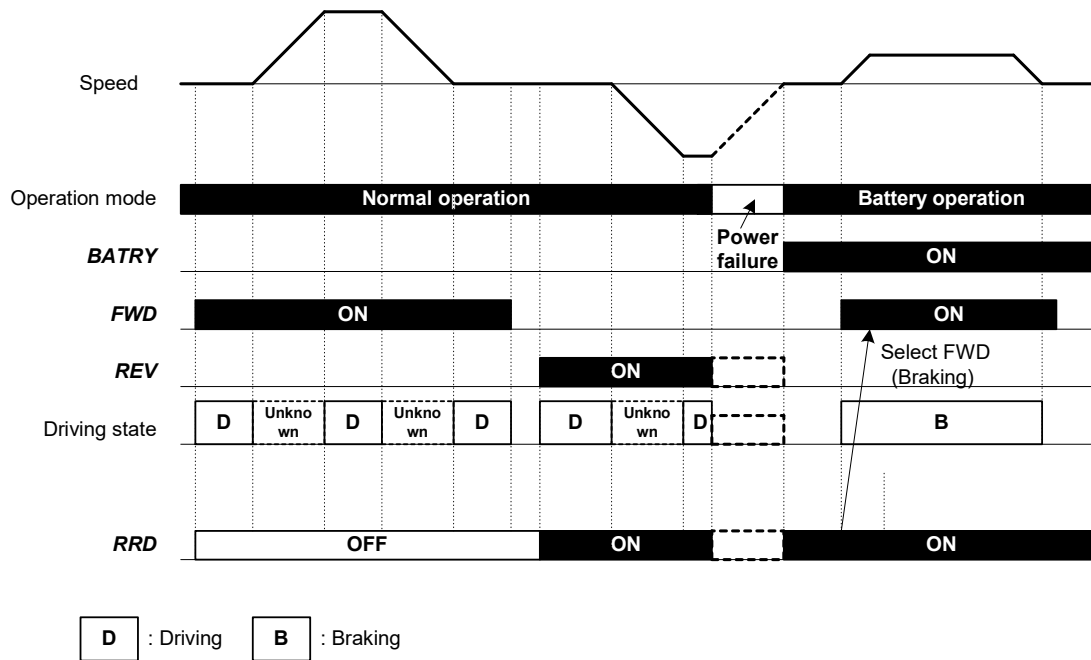 Speed
Operation mode
Normal operation
Battery operation
Power
failure
BATRY
ON
FWD
ON
ON
Select FWD
(Braking)
REV
ON
Driving state
D
Unkno
wn
D
Unkno
wn
D
D
Unkno
wn
D
B
RRD
OFF
ON
ON
D : Driving
B : Braking